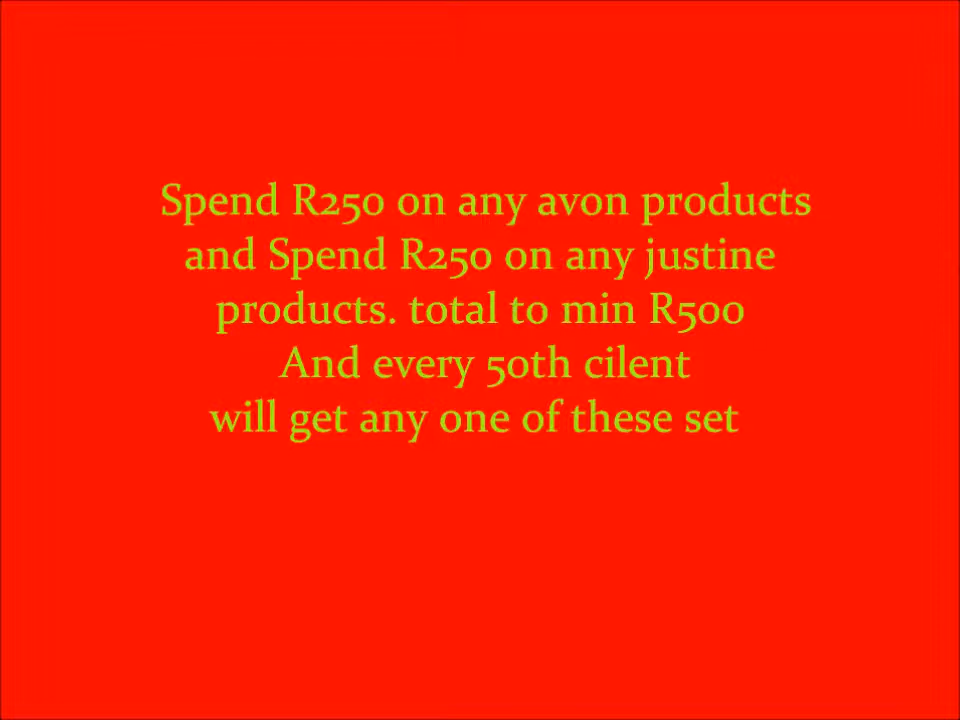 Spend R250 on any avon products
and Spend R250 on any justine
products. total to min R500
And every 50th cilent
will get any one of these set